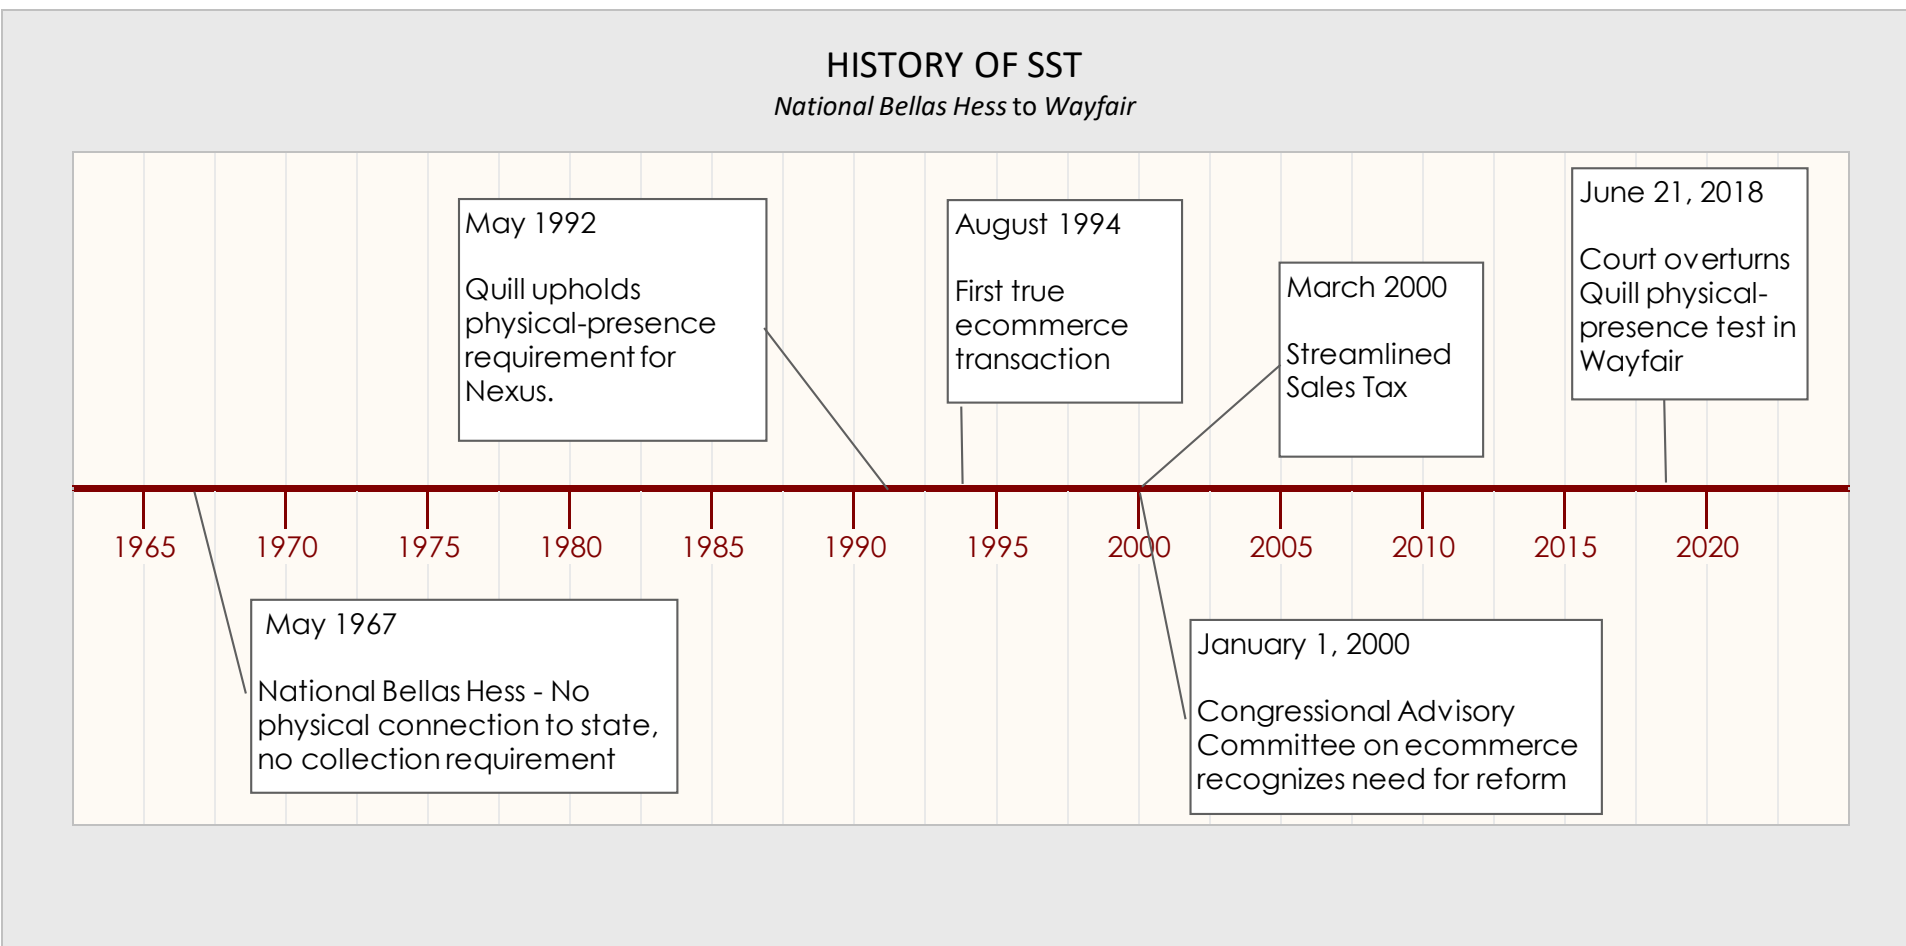 HISTORY OF SST
National Bellas Hess to Wayfair
May 1992
Quill upholds
physical-presence
requirement for
Nexus.
August 1994
First true
ecommerce
transaction
March 2000
Streamlined
Sales Tax
June 21, 2018
Court overturns
Quill physical-
presence test in
Wayfair
1965
1970
1975
1980
1985
1990
1995
2000
2005
2010
2015
2020
May 1967
National Bellas Hess - No
physical connection to state,
no collection requirement
January 1, 2000
Congressional Advisory
Committee on ecommerce
recognizes need for reform